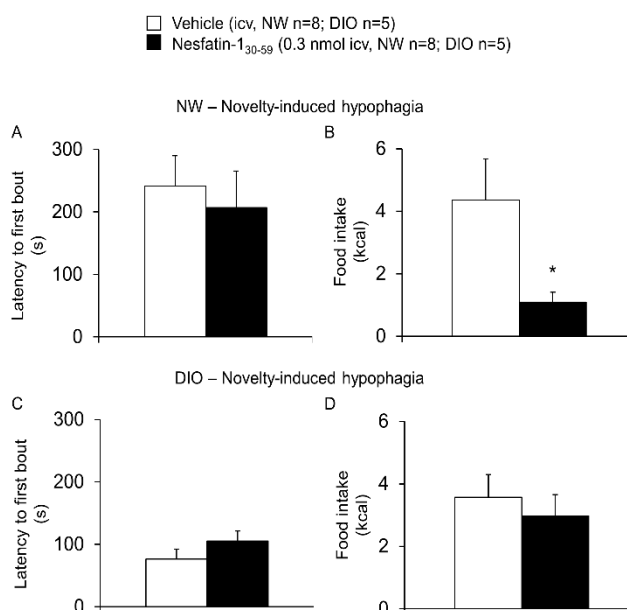 Vehicle (icv, NW n=8; DIO n=5)
Nesfatin-1₃₀₋₅₉ (0.3 nmol icv, NW n=8; DIO n=5)
NW – Novelty-induced hypophagia
A
B
Latency to first bout
(s)
300
200
100
0
Food intake
(kcal)
6
4
2
0
*
DIO – Novelty-induced hypophagia
C
D
Latency to first bout
(s)
300
200
100
0
Food intake
(kcal)
6
4
2
0